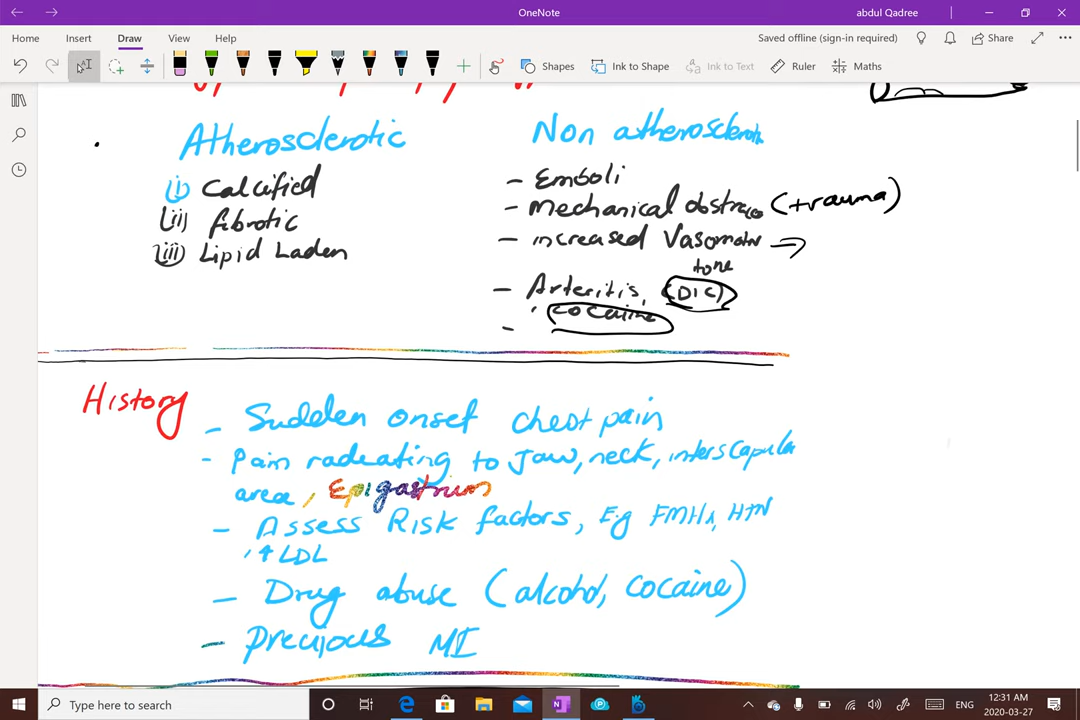 OneNote
abdul Qadree
Home Insert Draw View Help
Saved offline (sign-in required)
Share
Shapes
Ink to Shape
Ink to Text
Ruler
Maths
Atherosclerotic
Non atherosclerotic
(i) Calcified
(ii) fibrotic
(iii) Lipid Laden
- Emboli
- Mechanical (trauma)
- increased Vasomotor →
tone
- Arteritis, (DIC)
, cocaine
-
History
- Sudden onset chest pain
- Pain radeating to Jaw, neck, interscapular
area, Epigastrium
- Assess Risk factors, E.g FMHx, HTN
, ↑ LDL
- Drug abuse (alcohol, cocaine)
- Previous MI
Type here to search
ENG
12:31 AM
2020-03-27